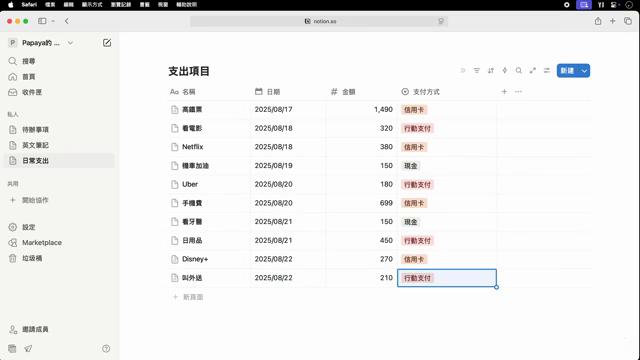 Safari 檔案 編輯 顯示方式 瀏覽記錄 書籤 視窗 輔助說明
notion.so
P Papaya的 ...
搜尋
首頁
收件匣
私人
待辦事項
英文筆記
日常支出
共用
開始協作
設定
Marketplace
垃圾桶
邀請成員
支出項目
新建
Aa 名稱 日期 # 金額 支付方式
高鐵票 2025/08/17 1,490 信用卡
看電影 2025/08/18 320 行動支付
Netflix 2025/08/18 380 信用卡
機車加油 2025/08/19 150 現金
Uber 2025/08/20 180 行動支付
手機費 2025/08/20 699 信用卡
看牙醫 2025/08/21 150 現金
日用品 2025/08/21 450 行動支付
Disney+ 2025/08/22 270 信用卡
叫外送 2025/08/22 210 行動支付
+ 新頁面